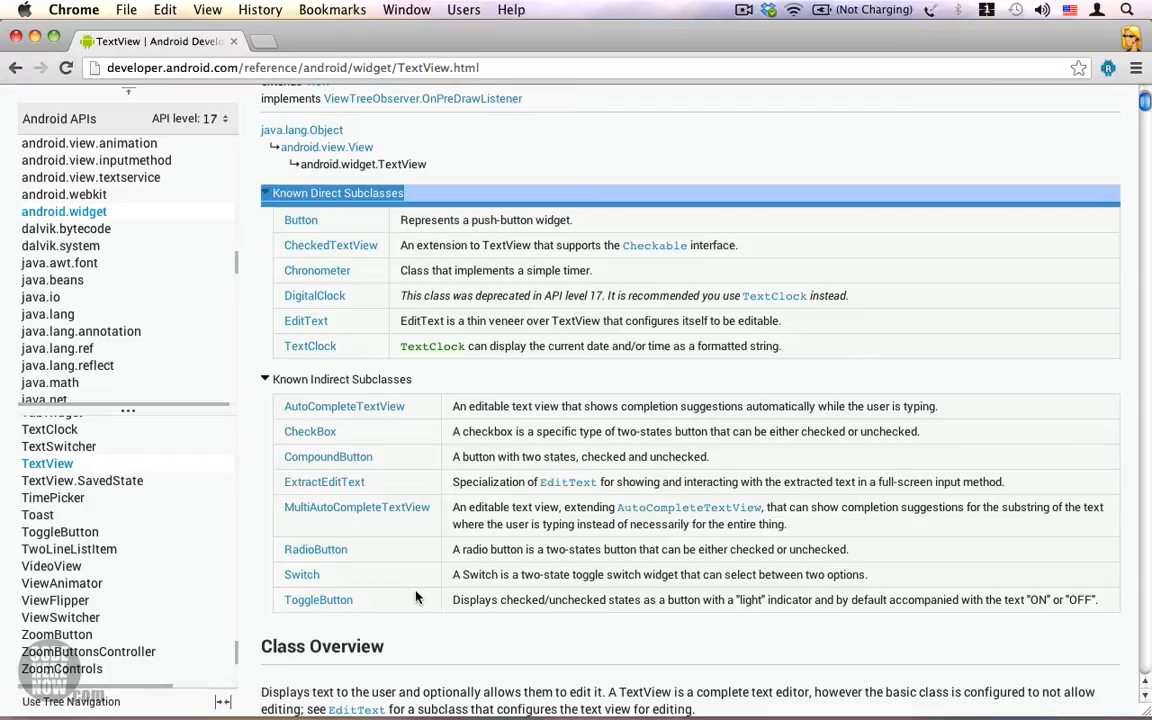 Chrome File Edit View History Bookmarks Window Users Help (Not Charging)
TextView | Android Develo
developer.android.com/reference/android/widget/TextView.html
implements ViewTreeObserver.OnPreDrawListener
Android APIs API level: 17
android.view.animation
android.view.inputmethod
android.view.textservice
android.webkit
android.widget
dalvik.bytecode
dalvik.system
java.awt.font
java.beans
java.io
java.lang
java.lang.annotation
java.lang.ref
java.lang.reflect
java.math
java.net
TextClock
TextSwitcher
TextView
TextView.SavedState
TimePicker
Toast
ToggleButton
TwoLineListItem
VideoView
ViewAnimator
ViewFlipper
ViewSwitcher
ZoomButton
ZoomButtonsController
ZoomControls
Use Tree Navigation
java.lang.Object
↳android.view.View
↳android.widget.TextView
Known Direct Subclasses
Button Represents a push-button widget.
CheckedTextView An extension to TextView that supports the Checkable interface.
Chronometer Class that implements a simple timer.
DigitalClock This class was deprecated in API level 17. It is recommended you use TextClock instead.
EditText EditText is a thin veneer over TextView that configures itself to be editable.
TextClock TextClock can display the current date and/or time as a formatted string.
Known Indirect Subclasses
AutoCompleteTextView An editable text view that shows completion suggestions automatically while the user is typing.
CheckBox A checkbox is a specific type of two-states button that can be either checked or unchecked.
CompoundButton A button with two states, checked and unchecked.
ExtractEditText Specialization of EditText for showing and interacting with the extracted text in a full-screen input method.
MultiAutoCompleteTextView An editable text view, extending AutoCompleteTextView, that can show completion suggestions for the substring of the text
where the user is typing instead of necessarily for the entire thing.
RadioButton A radio button is a two-states button that can be either checked or unchecked.
Switch A Switch is a two-state toggle switch widget that can select between two options.
ToggleButton Displays checked/unchecked states as a button with a "light" indicator and by default accompanied with the text "ON" or "OFF".
Class Overview
Displays text to the user and optionally allows them to edit it. A TextView is a complete text editor, however the basic class is configured to not allow
editing; see EditText for a subclass that configures the text view for editing.